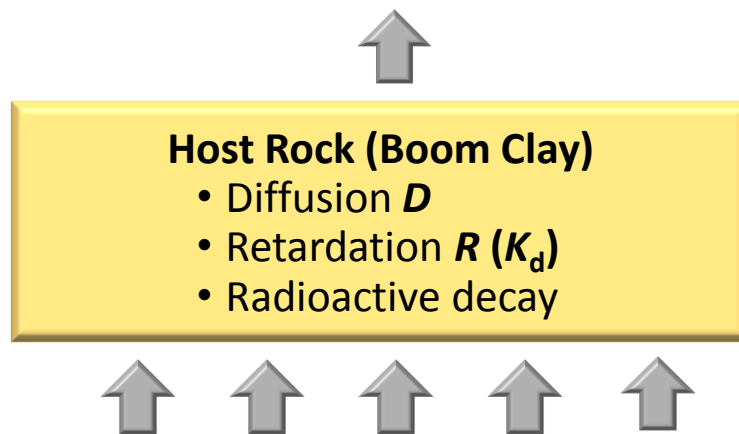 Host Rock (Boom Clay)
• Diffusion D
• Retardation R (Kd)
• Radioactive decay